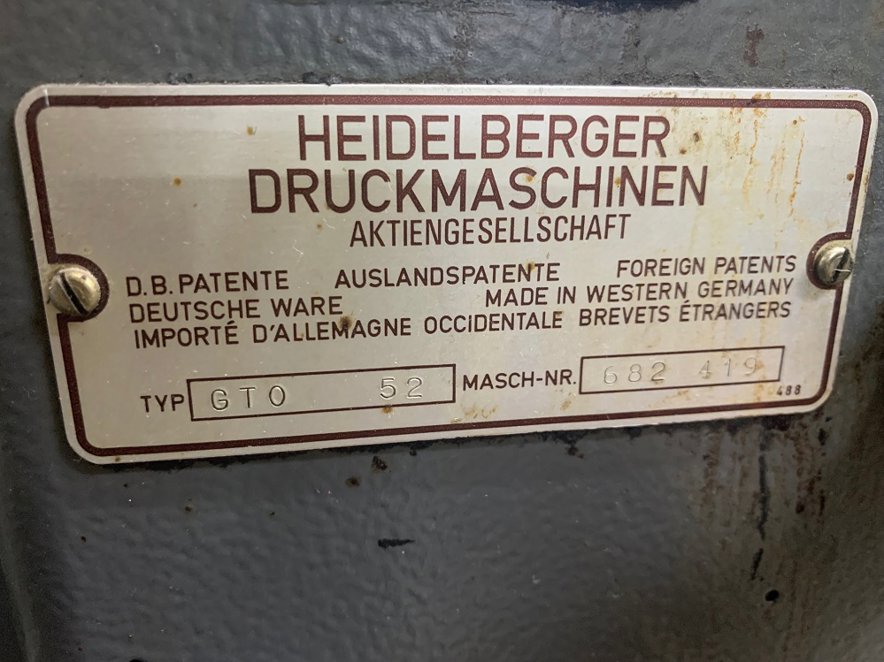 HEIDELBERGER
DRUCKMASCHINEN
AKTIENGESELLSCHAFT
D.B. PATENTE AUSLANDSPATENTE FOREIGN PATENTS
DEUTSCHE WARE MADE IN WESTERN GERMANY
IMPORTÉ D'ALLEMAGNE OCCIDENTALE BREVETS ÉTRANGERS
TYP GTO 52 MASCH-NR. 682 419
488